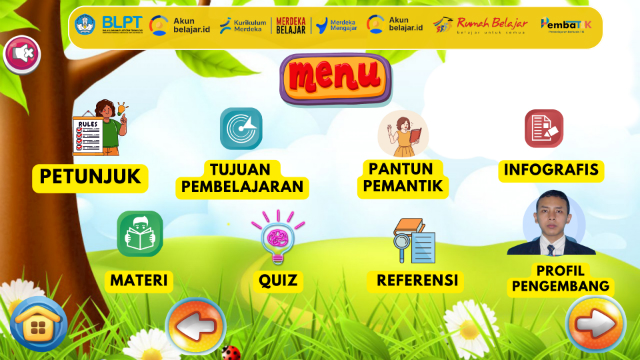 BLPT
Akun
belajar.id
Kurikulum
Merdeka
MERDEKA
BELAJAR
Merdeka
Mengajar
Akun
belajar.id
Rumah Belajar
belajar untuk semua
PembaTIK
menu
RULES
PETUNJUK
TUJUAN
PEMBELAJARAN
PANTUN
PEMANTIK
INFOGRAFIS
MATERI
QUIZ
REFERENSI
PROFIL
PENGEMBANG